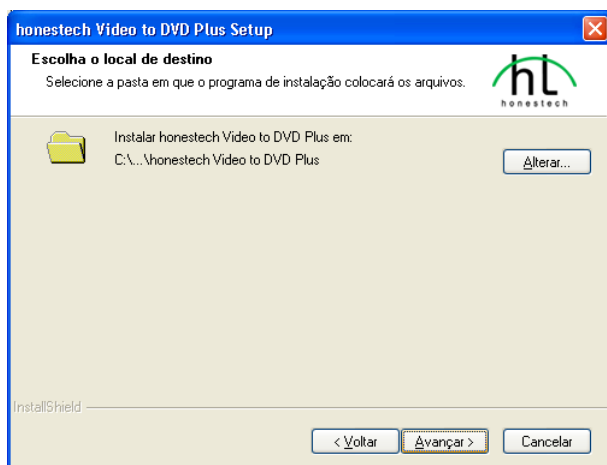 honestech Video to DVD Plus Setup
Escolha o local de destino
Selecione a pasta em que o programa de instalação colocará os arquivos.
hl
honestech
Instalar honestech Video to DVD Plus em:
C:\...\honestech Video to DVD Plus
Alterar...
InstallShield
< Voltar
Avançar >
Cancelar